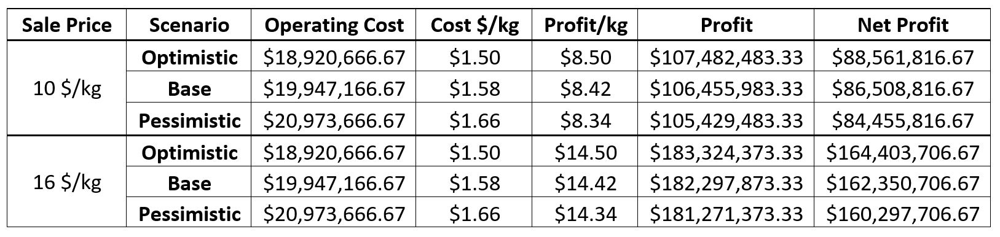 Sale Price Scenario Operating Cost Cost $/kg Profit/kg Profit Net Profit
10 $/kg
Optimistic $18,920,666.67 $1.50 $8.50 $107,482,483.33 $88,561,816.67
Base $19,947,166.67 $1.58 $8.42 $106,455,983.33 $86,508,816.67
Pessimistic $20,973,666.67 $1.66 $8.34 $105,429,483.33 $84,455,816.67
16 $/kg
Optimistic $18,920,666.67 $1.50 $14.50 $183,324,373.33 $164,403,706.67
Base $19,947,166.67 $1.58 $14.42 $182,297,873.33 $162,350,706.67
Pessimistic $20,973,666.67 $1.66 $14.34 $181,271,373.33 $160,297,706.67